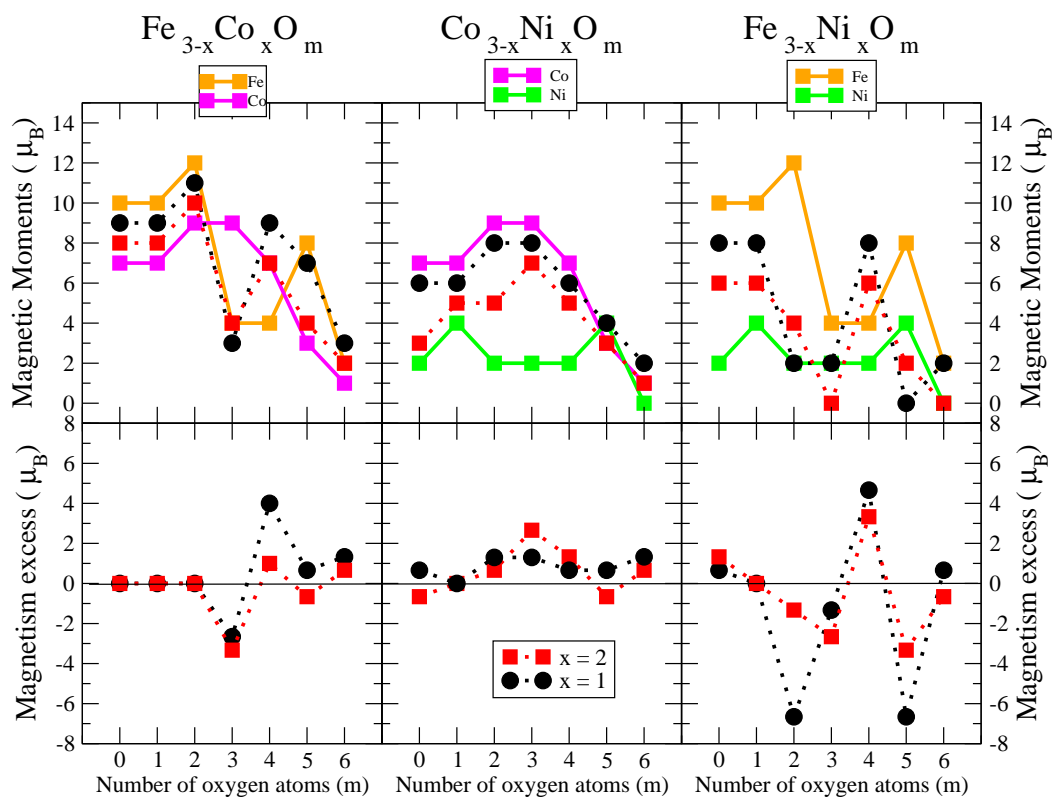 Fe3-xCoxOm
Co3-xNixOm
Fe3-xNixOm
Fe
Co
Co
Ni
Fe
Ni
Magnetic Moments ( μB)
14
12
10
8
6
4
2
0
14
12
10
8
6
4
2
0
Magnetic Moments ( μB)
Magnetism excess ( μB)
8
6
4
2
0
-2
-4
-6
-8
x = 2
x = 1
8
6
4
2
0
-2
-4
-6
-8
Magnetism excess ( μB)
0 1 2 3 4 5 6
0 1 2 3 4 5 6
0 1 2 3 4 5 6
Number of oxygen atoms (m)
Number of oxygen atoms (m)
Number of oxygen atoms (m)